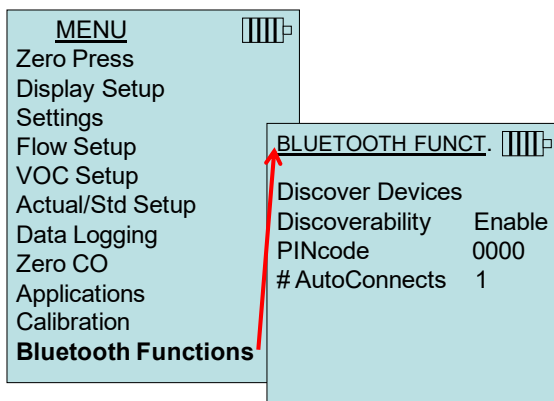 MENU
Zero Press
Display Setup
Settings
Flow Setup
VOC Setup
Actual/Std Setup
Data Logging
Zero CO
Applications
Calibration
Bluetooth Functions
BLUETOOTH FUNCT.
Discover Devices
Discoverability Enable
PINcode 0000
# AutoConnects 1